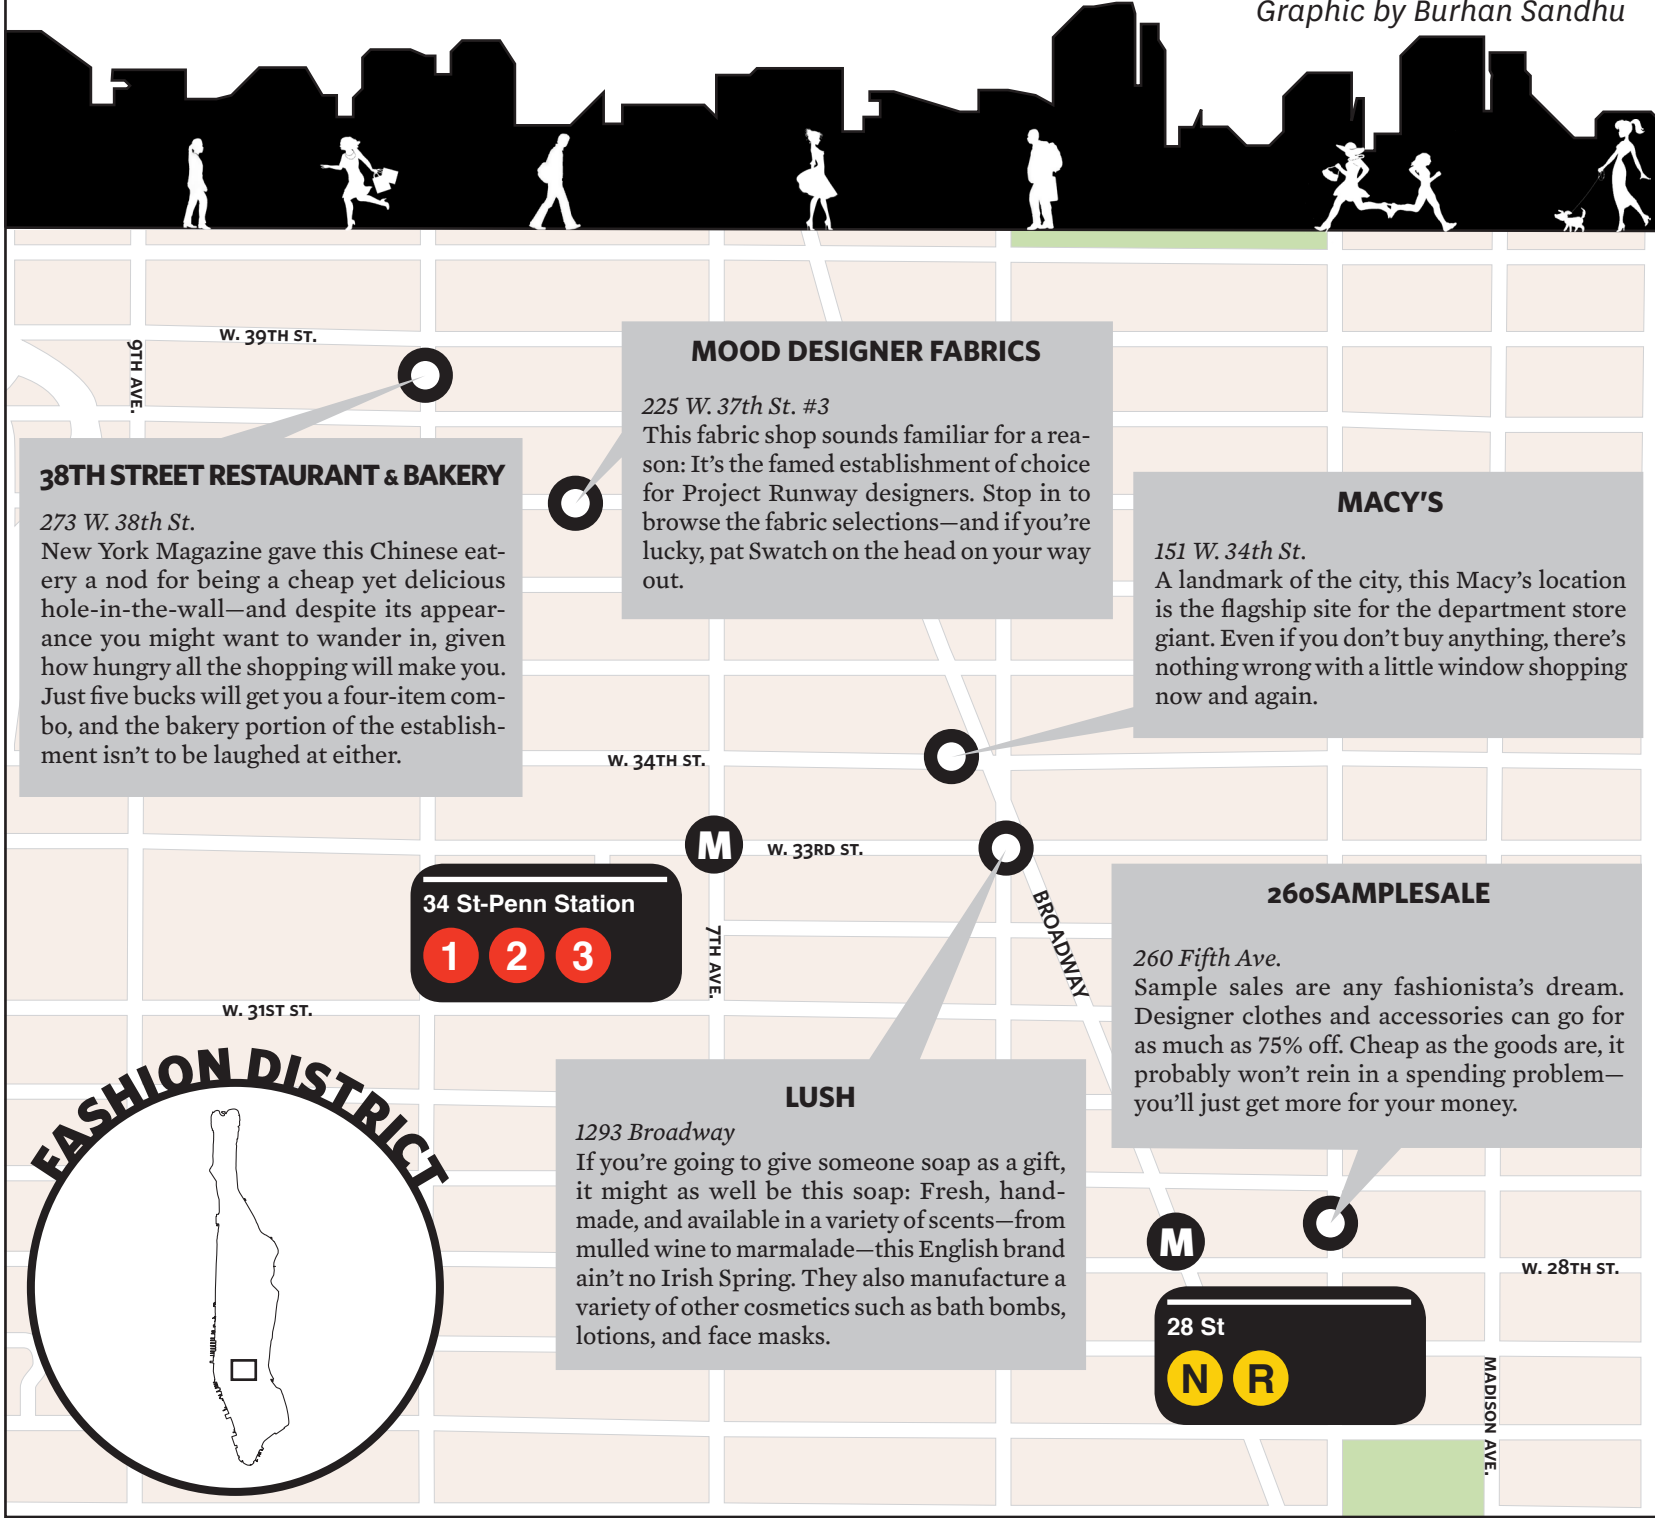 Graphic by Burhan Sandhu
W. 39TH ST.
9TH AVE.
MOOD DESIGNER FABRICS
225 W. 37th St. #3
This fabric shop sounds familiar for a rea-
son: It's the famed establishment of choice
for Project Runway designers. Stop in to
browse the fabric selections—and if you're
lucky, pat Swatch on the head on your way
out.
38TH STREET RESTAURANT & BAKERY
273 W. 38th St.
New York Magazine gave this Chinese eat-
ery a nod for being a cheap yet delicious
hole-in-the-wall—and despite its appear-
ance you might want to wander in, given
how hungry all the shopping will make you.
Just five bucks will get you a four-item com-
bo, and the bakery portion of the establish-
ment isn't to be laughed at either.
MACY'S
151 W. 34th St.
A landmark of the city, this Macy's location
is the flagship site for the department store
giant. Even if you don't buy anything, there's
nothing wrong with a little window shopping
now and again.
W. 34TH ST.
M
W. 33RD ST.
34 St-Penn Station
1 2 3
7TH AVE.
BROADWAY
W. 31ST ST.
260SAMPLESALE
260 Fifth Ave.
Sample sales are any fashionista's dream.
Designer clothes and accessories can go for
as much as 75% off. Cheap as the goods are, it
probably won't rein in a spending problem—
you'll just get more for your money.
FASHION DISTRICT
LUSH
1293 Broadway
If you're going to give someone soap as a gift,
it might as well be this soap: Fresh, hand-
made, and available in a variety of scents—from
mulled wine to marmalade—this English brand
ain't no Irish Spring. They also manufacture a
variety of other cosmetics such as bath bombs,
lotions, and face masks.
M
W. 28TH ST.
28 St
N R
MADISON AVE.